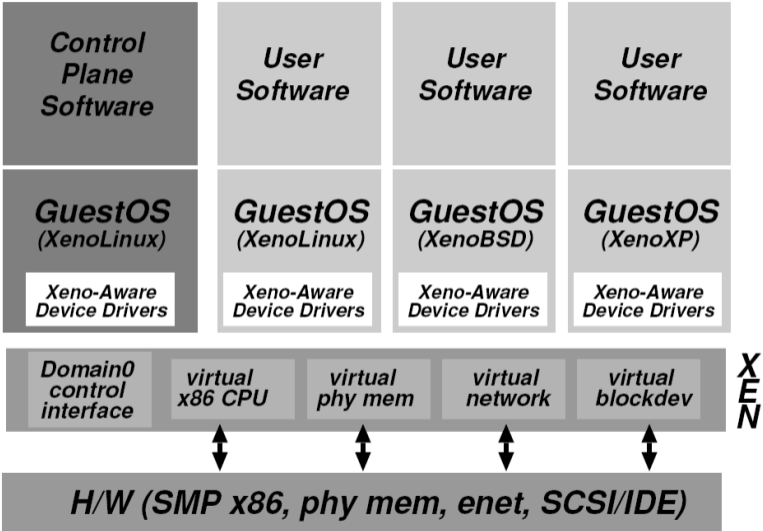 Control
Plane
Software
User
Software
User
Software
User
Software
GuestOS
(XenoLinux)
Xeno-Aware
Device Drivers
GuestOS
(XenoLinux)
Xeno-Aware
Device Drivers
GuestOS
(XenoBSD)
Xeno-Aware
Device Drivers
GuestOS
(XenoXP)
Xeno-Aware
Device Drivers
Domain0
control
interface
virtual
x86 CPU
virtual
phy mem
virtual
network
virtual
blockdev
XEN
H/W (SMP x86, phy mem, enet, SCSI/IDE)